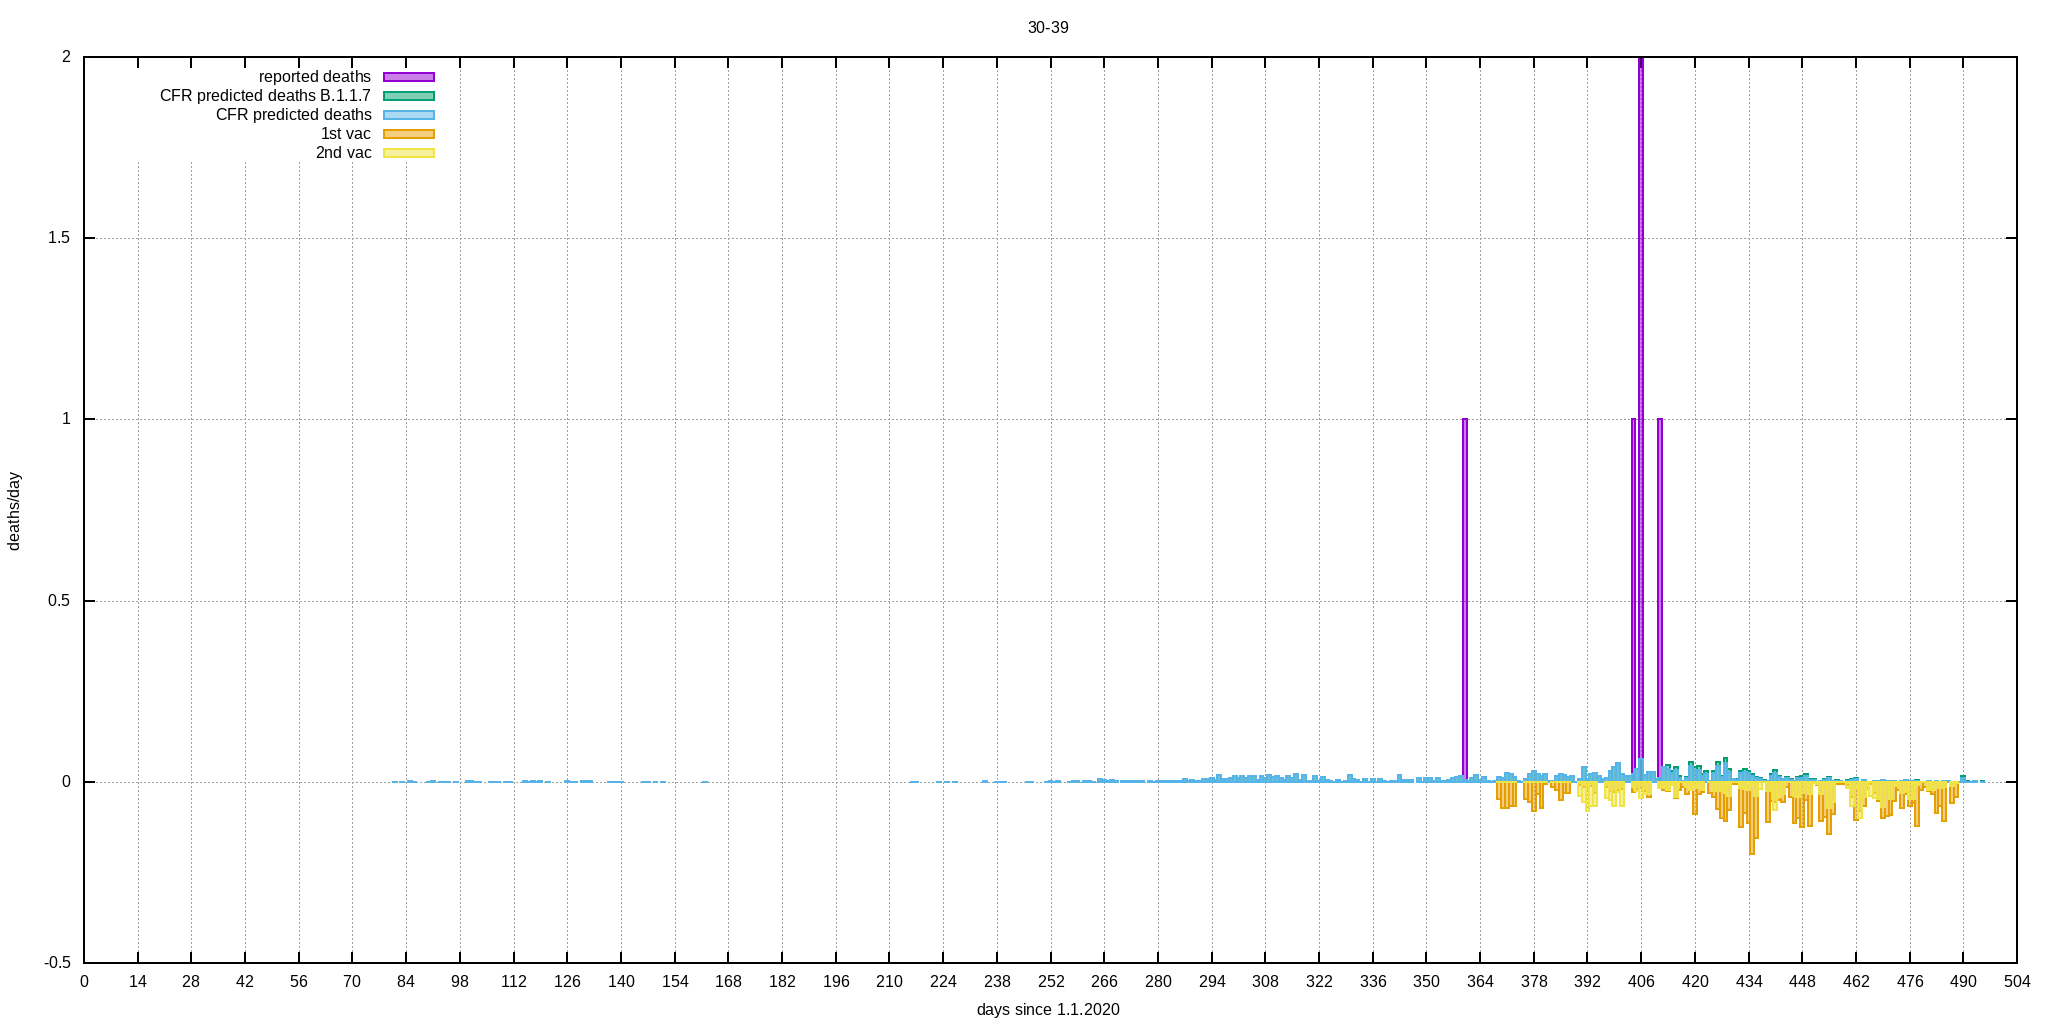 30-39
reported deaths
CFR predicted deaths B.1.1.7
CFR predicted deaths
1st vac
2nd vac
2
1.5
1
0.5
0
-0.5
deaths/day
0 14 28 42 56 70 84 98 112 126 140 154 168 182 196 210 224 238 252 266 280 294 308 322 336 350 364 378 392 406 420 434 448 462 476 490 504
days since 1.1.2020